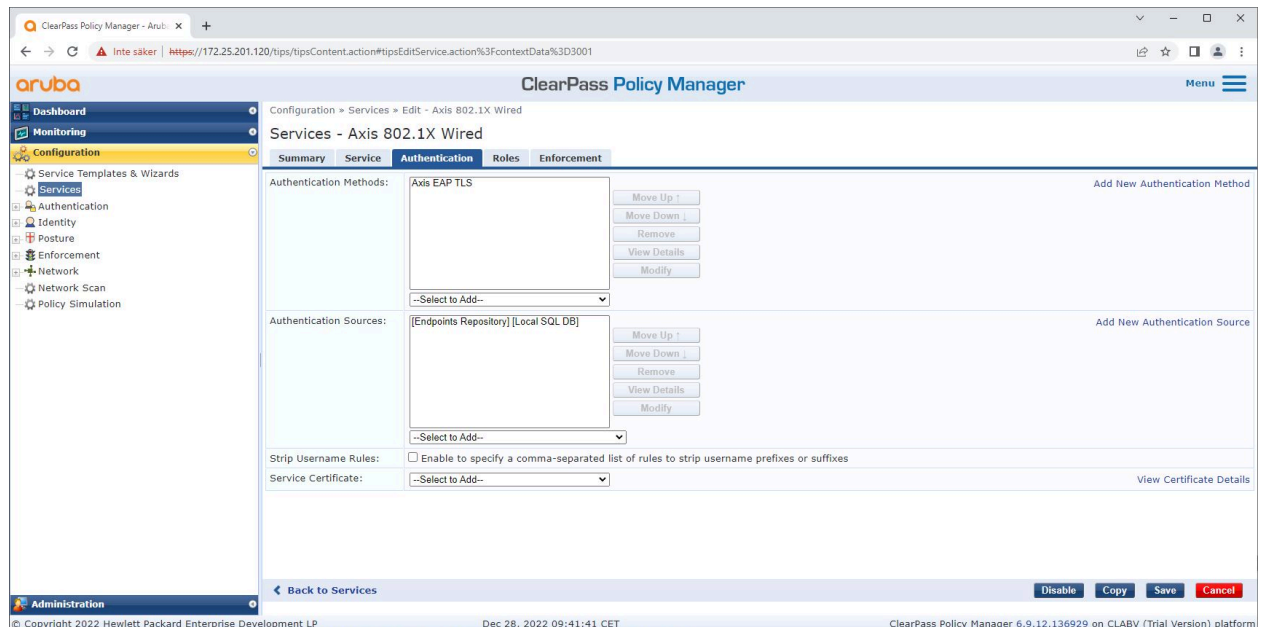 ClearPass Policy Manager - Arub
Inte säker | https://172.25.201.120/tips/tipsContent.action#tipsEditService.action%3FcontextData%3D3001
aruba
ClearPass Policy Manager
Menu
Dashboard
Monitoring
Configuration
Service Templates & Wizards
Services
Authentication
Identity
Posture
Enforcement
Network
Network Scan
Policy Simulation
Administration
Configuration » Services » Edit - Axis 802.1X Wired
Services - Axis 802.1X Wired
Summary Service Authentication Roles Enforcement
Authentication Methods:
Axis EAP TLS
Move Up ↑
Move Down ↓
Remove
View Details
Modify
--Select to Add--
Add New Authentication Method
Authentication Sources:
[Endpoints Repository] [Local SQL DB]
Move Up ↑
Move Down ↓
Remove
View Details
Modify
--Select to Add--
Add New Authentication Source
Strip Username Rules:
Enable to specify a comma-separated list of rules to strip username prefixes or suffixes
Service Certificate:
--Select to Add--
View Certificate Details
Back to Services
Disable Copy Save Cancel
© Copyright 2022 Hewlett Packard Enterprise Development LP
Dec 28, 2022 09:41:41 CET
ClearPass Policy Manager 6.9.12.136929 on CLABV (Trial Version) platform